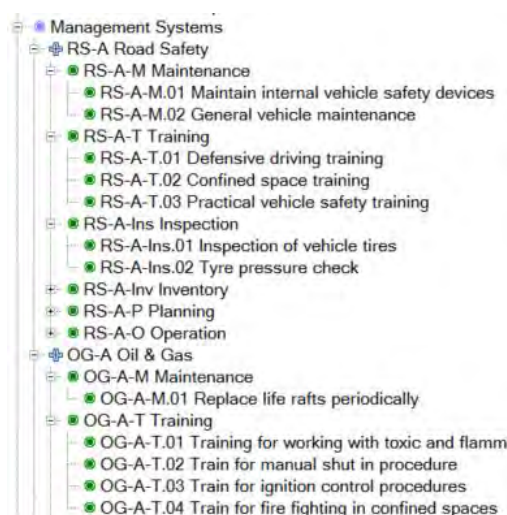 Management Systems
RS-A Road Safety
RS-A-M Maintenance
RS-A-M.01 Maintain internal vehicle safety devices
RS-A-M.02 General vehicle maintenance
RS-A-T Training
RS-A-T.01 Defensive driving training
RS-A-T.02 Confined space training
RS-A-T.03 Practical vehicle safety training
RS-A-Ins Inspection
RS-A-Ins.01 Inspection of vehicle tires
RS-A-Ins.02 Tyre pressure check
RS-A-Inv Inventory
RS-A-P Planning
RS-A-O Operation
OG-A Oil & Gas
OG-A-M Maintenance
OG-A-M.01 Replace life rafts periodically
OG-A-T Training
OG-A-T.01 Training for working with toxic and flamm
OG-A-T.02 Train for manual shut in procedure
OG-A-T.03 Train for ignition control procedures
OG-A-T.04 Train for fire fighting in confined spaces